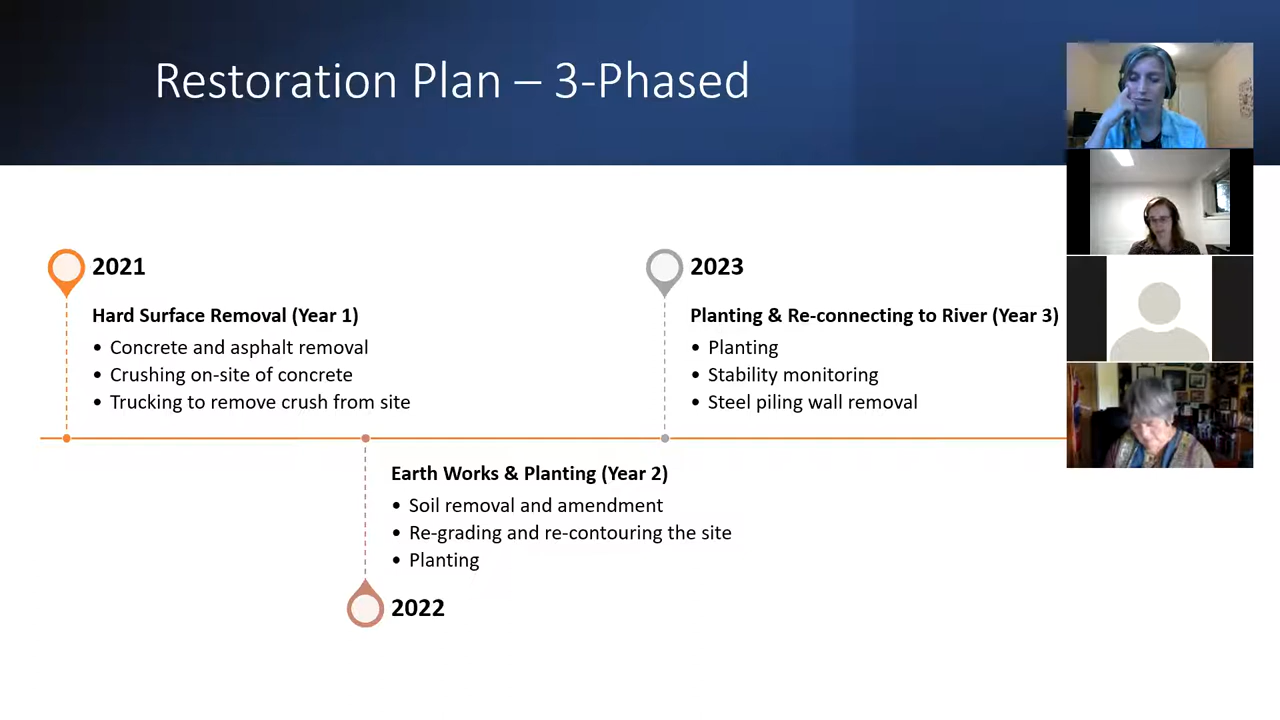 Restoration Plan – 3-Phased
2021
Hard Surface Removal (Year 1)
• Concrete and asphalt removal
• Crushing on-site of concrete
• Trucking to remove crush from site
2023
Planting & Re-connecting to River (Year 3)
• Planting
• Stability monitoring
• Steel piling wall removal
Earth Works & Planting (Year 2)
• Soil removal and amendment
• Re-grading and re-contouring the site
• Planting
2022